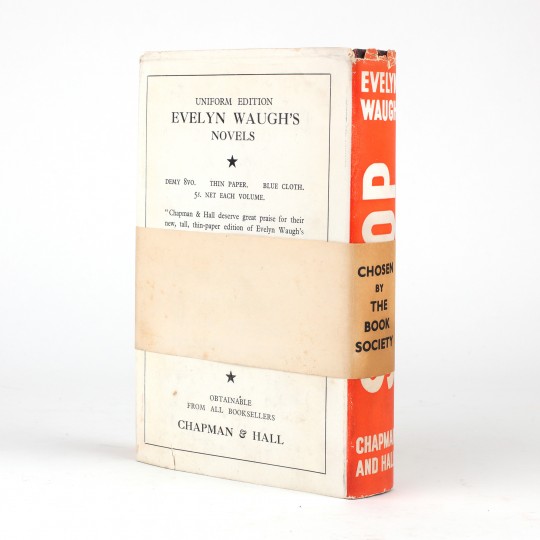 UNIFORM EDITION
EVELYN WAUGH'S
NOVELS
DEMY 8VO. THIN PAPER. BLUE CLOTH.
5s. NET EACH VOLUME.
"Chapman & Hall deserve great praise for their
new, tall, thin-paper edition of Evelyn Waugh's
OBTAINABLE
FROM ALL BOOKSELLERS
CHAPMAN & HALL
EVELYN
WAUGH
OOP
CHOSEN
BY
THE
BOOK
SOCIETY
CHAPMAN
AND HALL